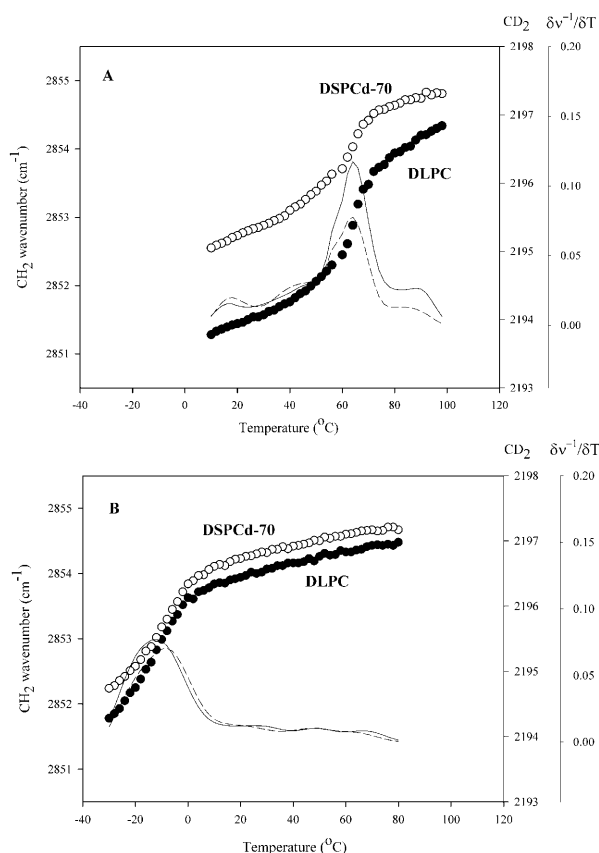 CD2 δν−1/δT
A
2198 0.20
2855
DSPCd-70
2197 0.15
2854
DLPC
2196 0.10
CH2 wavenumber (cm−1)
2853
2195 0.05
2852
2194 0.00
2851
2193
-40 -20 0 20 40 60 80 100 120
Temperature (oC)
CD2 δν−1/δT
B
2198 0.20
2855
DSPCd-70
2197 0.15
2854
DLPC
2196 0.10
CH2 wavenumber (cm−1)
2853
2195 0.05
2852
2194 0.00
2851
2193
-40 -20 0 20 40 60 80 100 120
Temperature (oC)